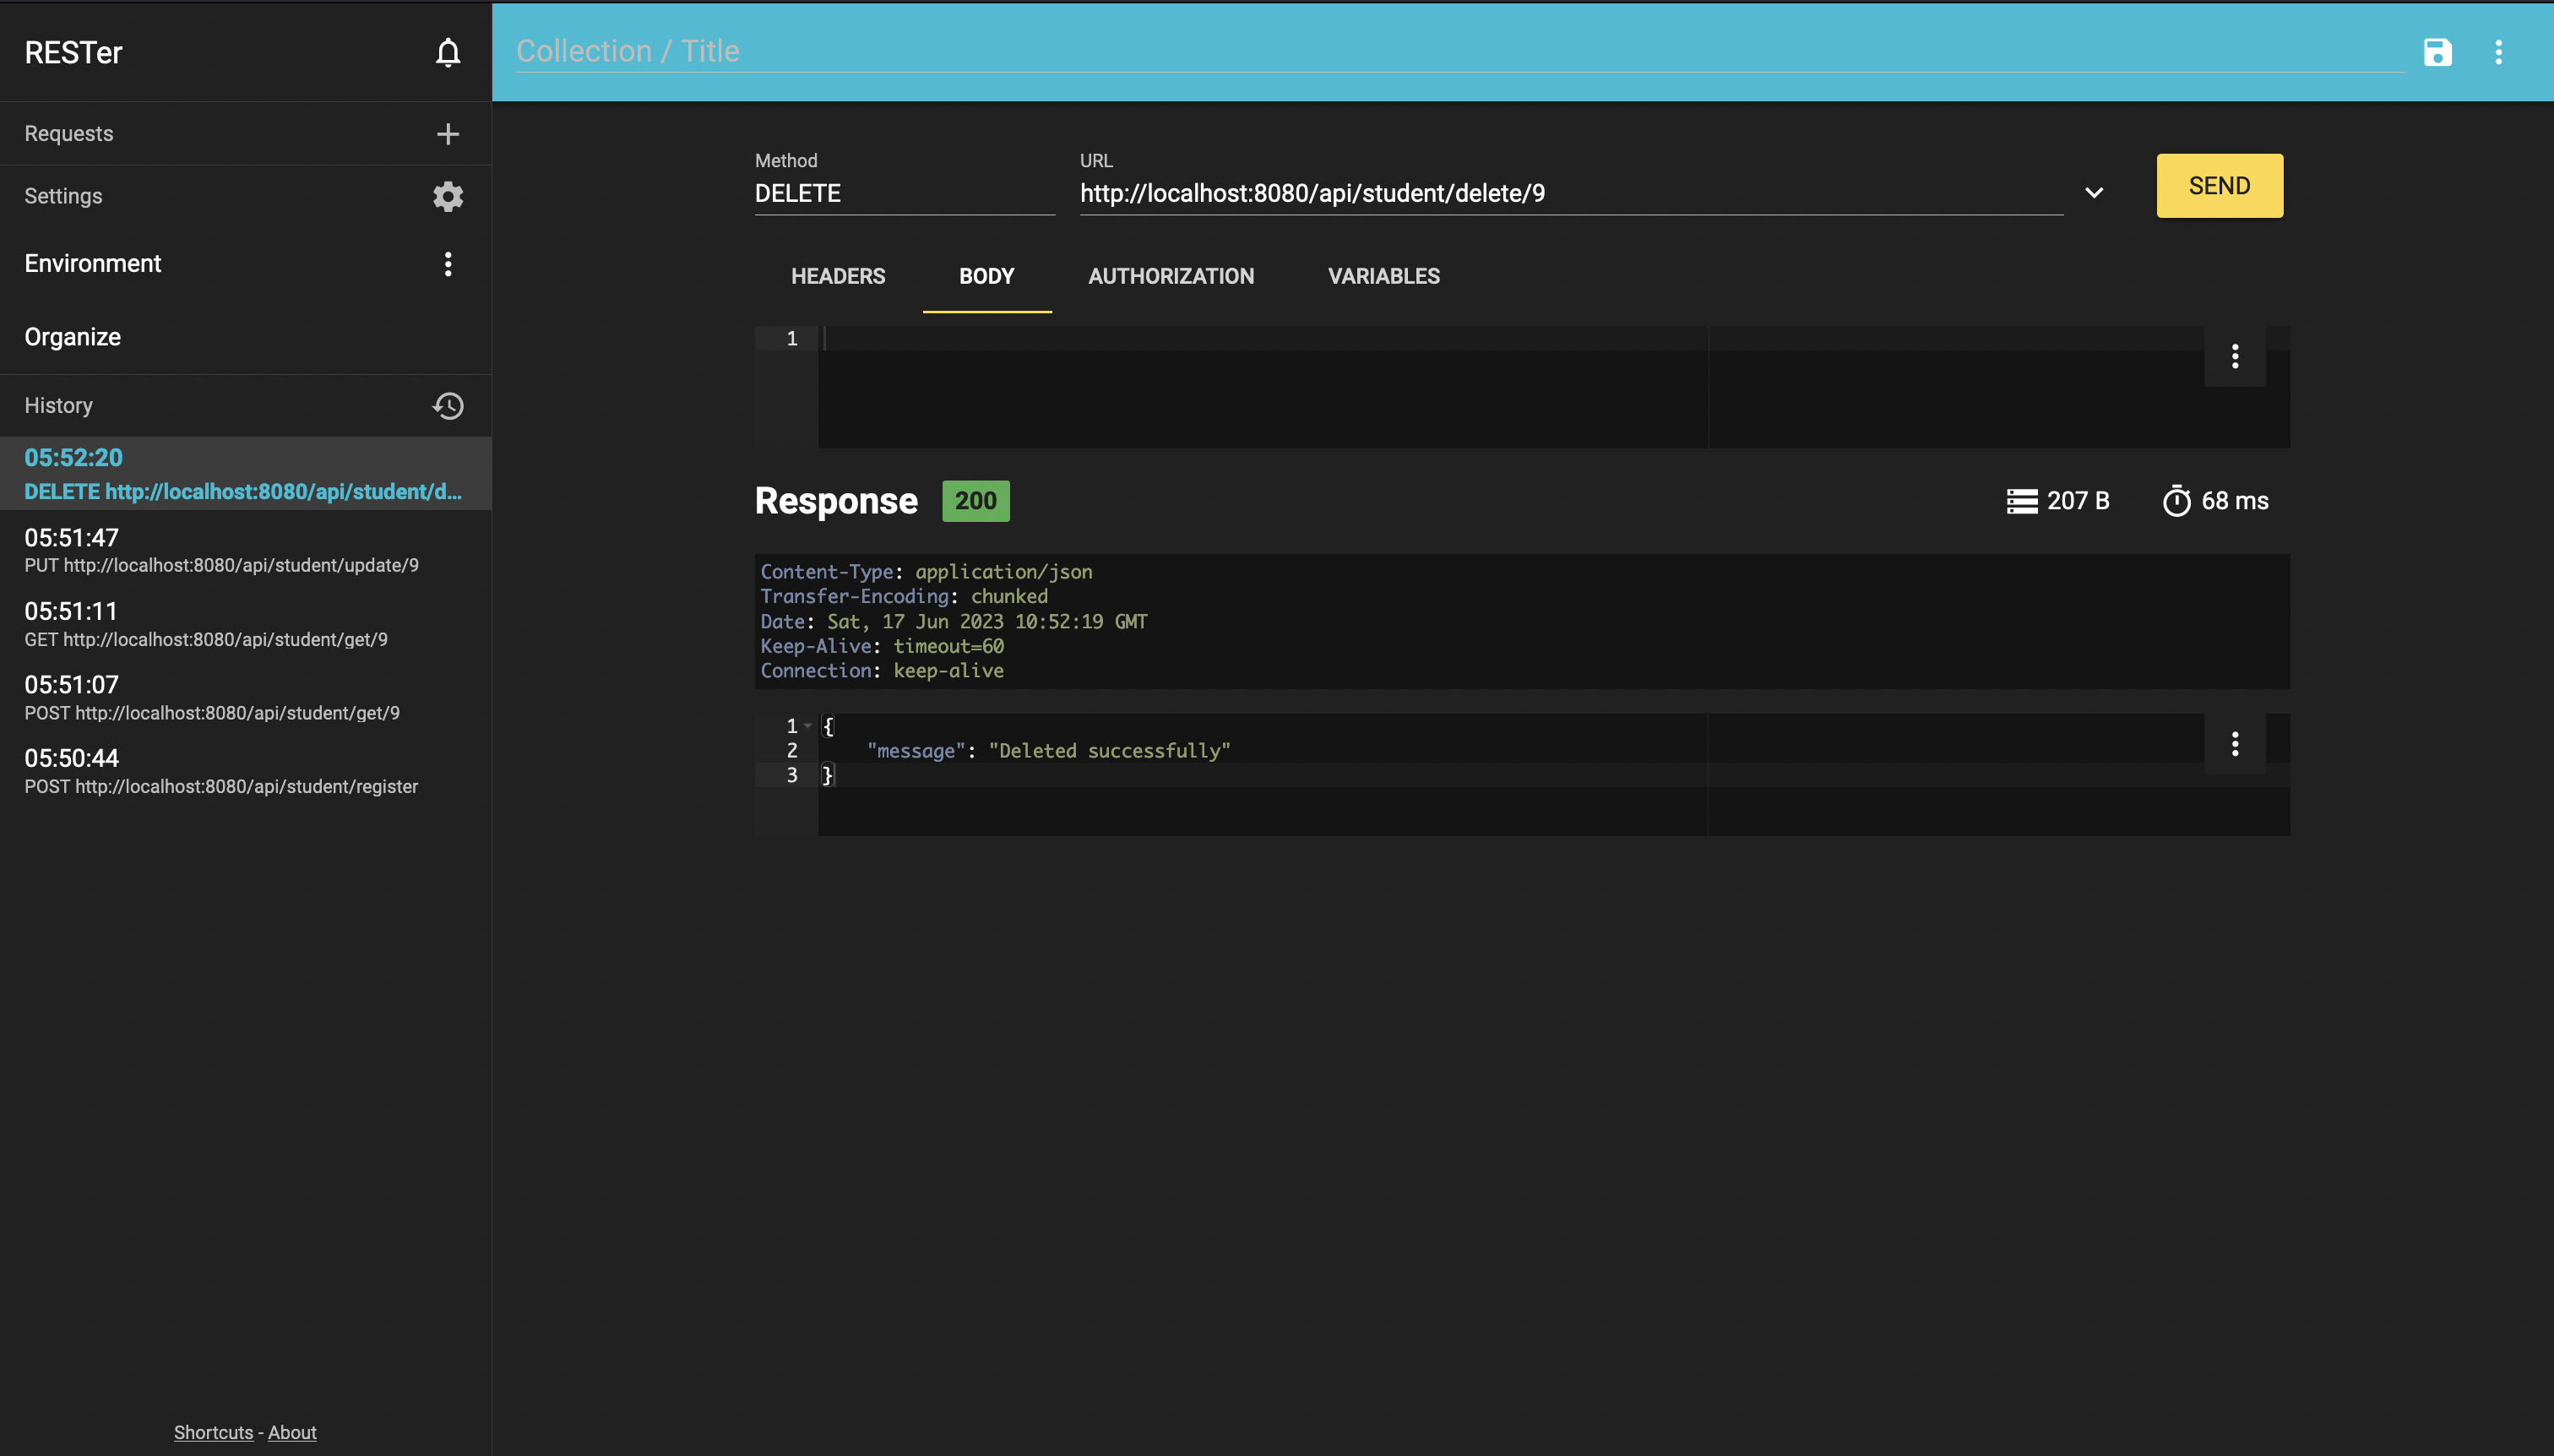 RESTer
Requests
Settings
Environment
Organize
History
05:52:20
DELETE http://localhost:8080/api/student/d...
05:51:47
PUT http://localhost:8080/api/student/update/9
05:51:11
GET http://localhost:8080/api/student/get/9
05:51:07
POST http://localhost:8080/api/student/get/9
05:50:44
POST http://localhost:8080/api/student/register
Shortcuts - About
Collection / Title
Method
DELETE
URL
http://localhost:8080/api/student/delete/9
SEND
HEADERS BODY AUTHORIZATION VARIABLES
1
Response 200 207 B 68 ms
Content-Type: application/json
Transfer-Encoding: chunked
Date: Sat, 17 Jun 2023 10:52:19 GMT
Keep-Alive: timeout=60
Connection: keep-alive
1 {
2 "message": "Deleted successfully"
3 }